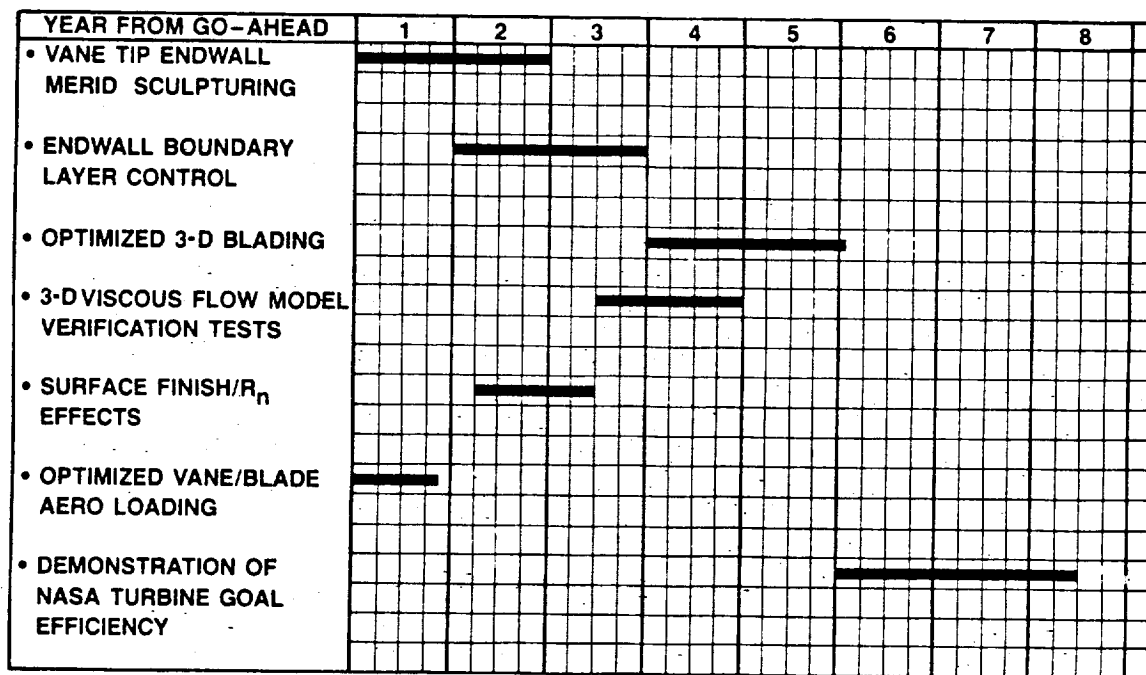 YEAR FROM GO-AHEAD 1 2 3 4 5 6 7 8
• VANE TIP ENDWALL
MERID SCULPTURING
• ENDWALL BOUNDARY
LAYER CONTROL
• OPTIMIZED 3-D BLADING
• 3-D VISCOUS FLOW MODEL
VERIFICATION TESTS
• SURFACE FINISH/Rn
EFFECTS
• OPTIMIZED VANE/BLADE
AERO LOADING
• DEMONSTRATION OF
NASA TURBINE GOAL
EFFICIENCY